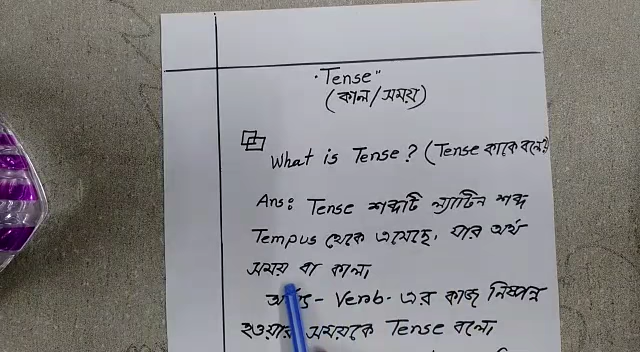 "Tense"
(কাল/সময়)
What is Tense? (Tense কাকে বলে?)
Ans: Tense শব্দটি ল্যাটিন শব্দ
Tempus থেকে এসেছে, যার অর্থ
সময় বা কাল।
অর্থাৎ - Verb-এর কাজ নিষ্পন্ন
হওয়ার সময়কে Tense বলে।